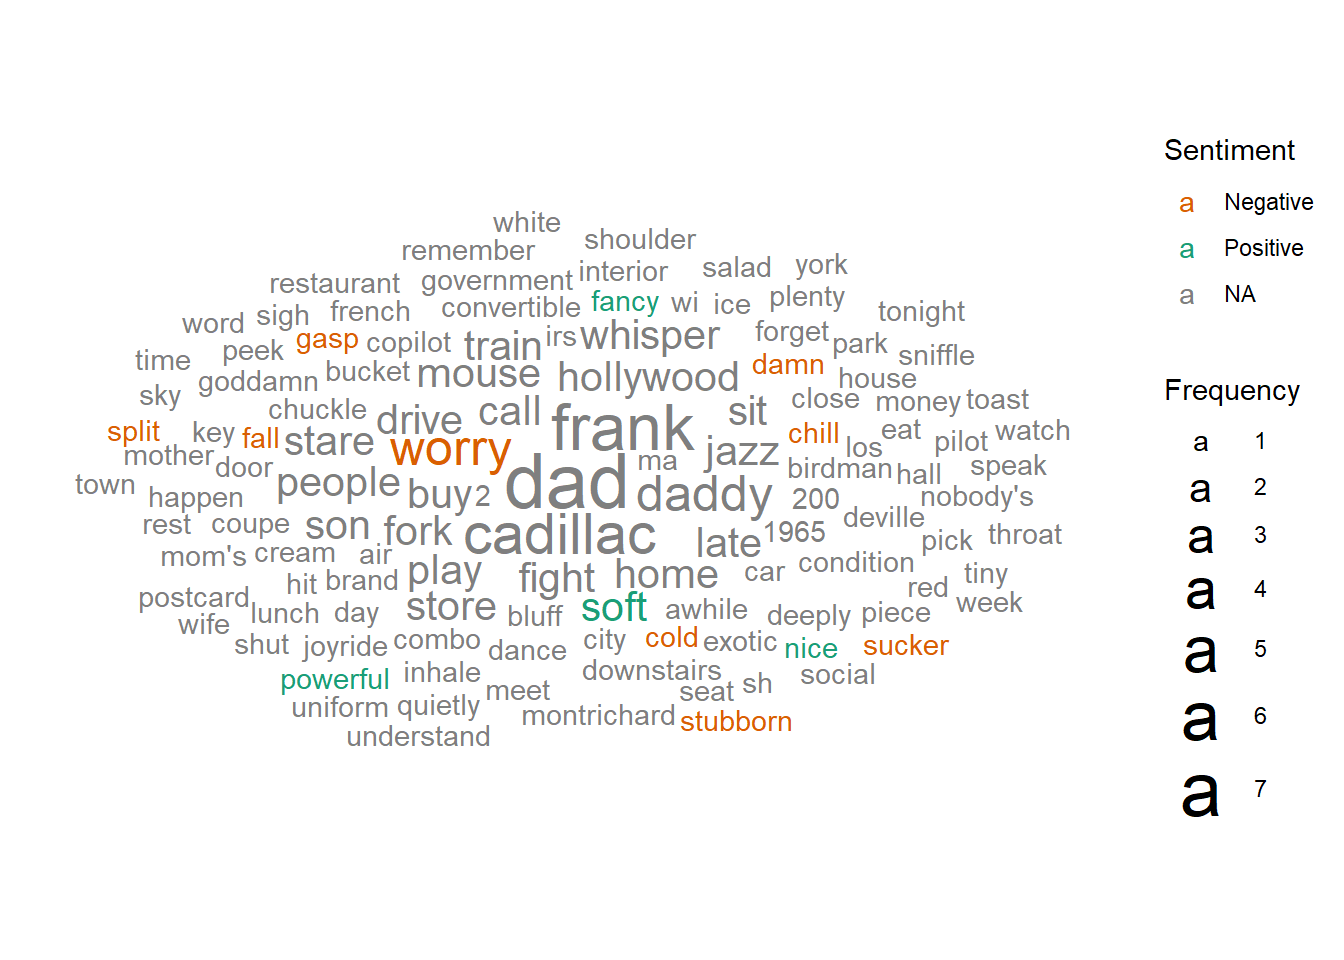 white
remember shoulder
restaurant government interior salad york
word sigh french convertible fancy wi ice plenty tonight
time peek gasp copilot train irs whisper forget park sniffle
sky goddamn bucket mouse hollywood damn house
split key fall chuckle drive call frank sit close money toast
mother stare worry jazz chill los eat pilot watch
town door people dad ma birdman hall speak
happen buy 2 daddy 200 nobody's
rest coupe son fork cadillac late 1965 deville pick throat
mom's cream air play fight home car condition tiny
postcard hit brand store soft awhile deeply piece red week
wife lunch day bluff
shut joyride combo dance city cold exotic nice sucker
powerful inhale meet downstairs seat sh social
uniform quietly montrichard stubborn
understand
Sentiment
a Negative
a Positive
a NA
Frequency
a 1
a 2
a 3
a 4
a 5
a 6
a 7